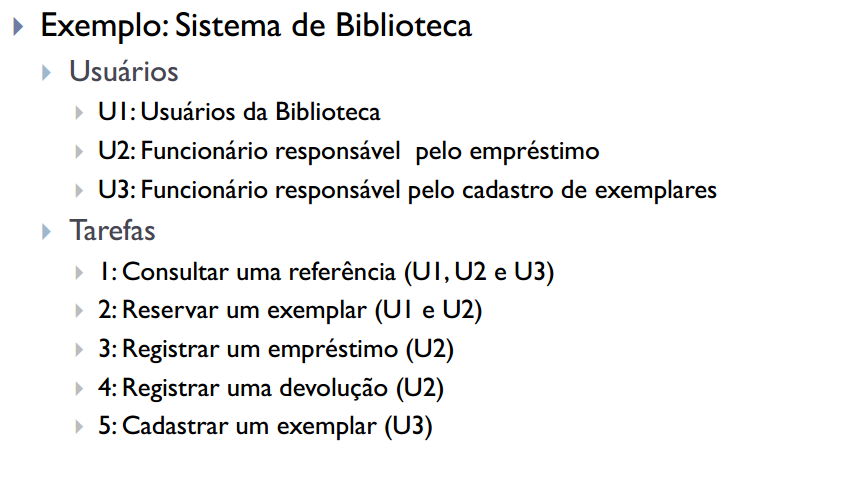 Exemplo: Sistema de Biblioteca
Usuários
U1: Usuários da Biblioteca
U2: Funcionário responsável pelo empréstimo
U3: Funcionário responsável pelo cadastro de exemplares
Tarefas
1: Consultar uma referência (U1, U2 e U3)
2: Reservar um exemplar (U1 e U2)
3: Registrar um empréstimo (U2)
4: Registrar uma devolução (U2)
5: Cadastrar um exemplar (U3)